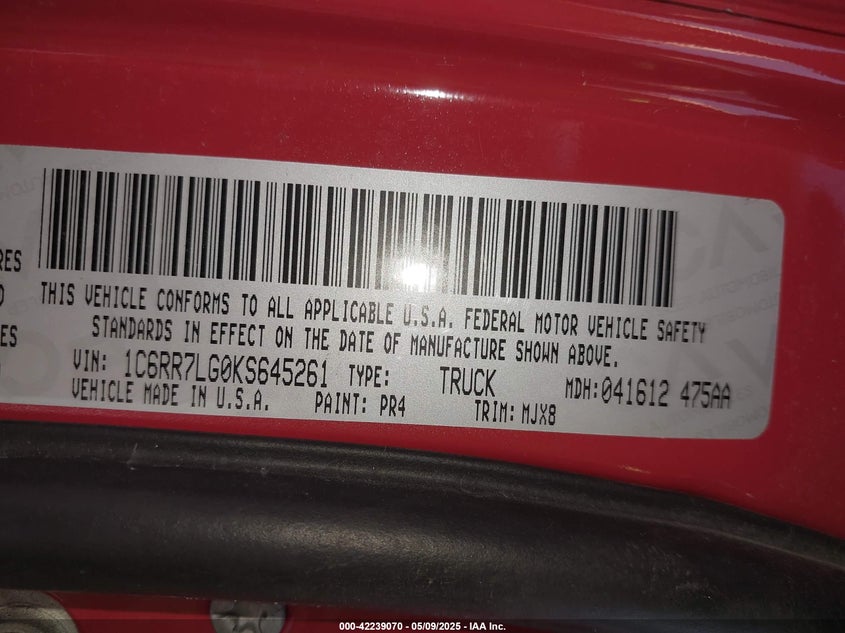 RES
THIS VEHICLE CONFORMS TO ALL APPLICABLE U.S.A. FEDERAL MOTOR VEHICLE SAFETY
STANDARDS IN EFFECT ON THE DATE OF MANUFACTURE SHOWN ABOVE.
ES
VIN: 1C6RR7LG0KS645261 TYPE: TRUCK MDH:041612 475AA
VEHICLE MADE IN U.S.A. PAINT: PR4 TRIM: MJX8
000-42239070 - 05/09/2025 - IAA Inc.